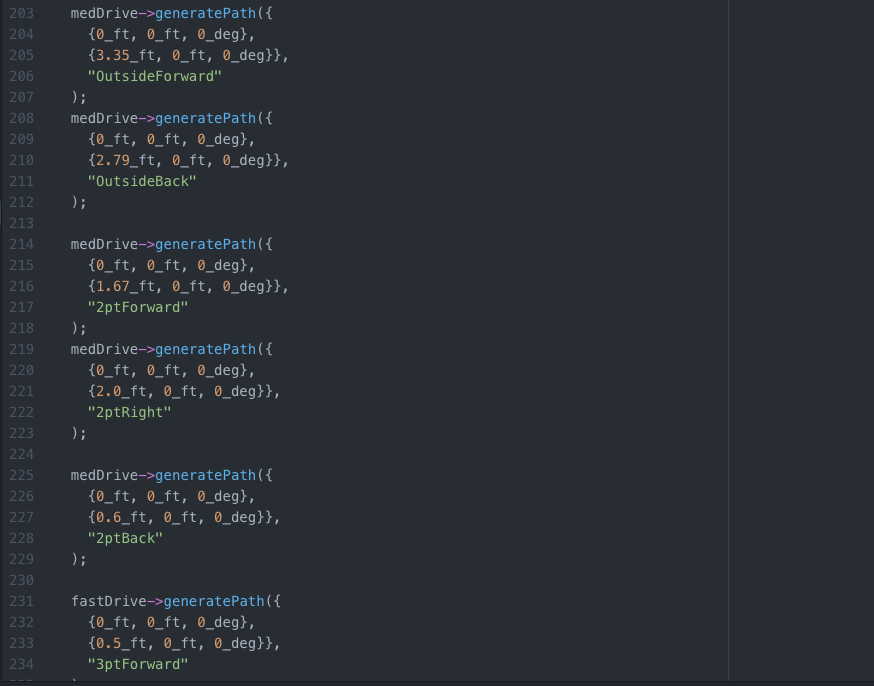 203 medDrive->generatePath({
204 {0_ft, 0_ft, 0_deg},
205 {3.35_ft, 0_ft, 0_deg}},
206 "OutsideForward"
207 );
208 medDrive->generatePath({
209 {0_ft, 0_ft, 0_deg},
210 {2.79_ft, 0_ft, 0_deg}},
211 "OutsideBack"
212 );
213
214 medDrive->generatePath({
215 {0_ft, 0_ft, 0_deg},
216 {1.67_ft, 0_ft, 0_deg}},
217 "2ptForward"
218 );
219 medDrive->generatePath({
220 {0_ft, 0_ft, 0_deg},
221 {2.0_ft, 0_ft, 0_deg}},
222 "2ptRight"
223 );
224
225 medDrive->generatePath({
226 {0_ft, 0_ft, 0_deg},
227 {0.6_ft, 0_ft, 0_deg}},
228 "2ptBack"
229 );
230
231 fastDrive->generatePath({
232 {0_ft, 0_ft, 0_deg},
233 {0.5_ft, 0_ft, 0_deg}},
234 "3ptForward"